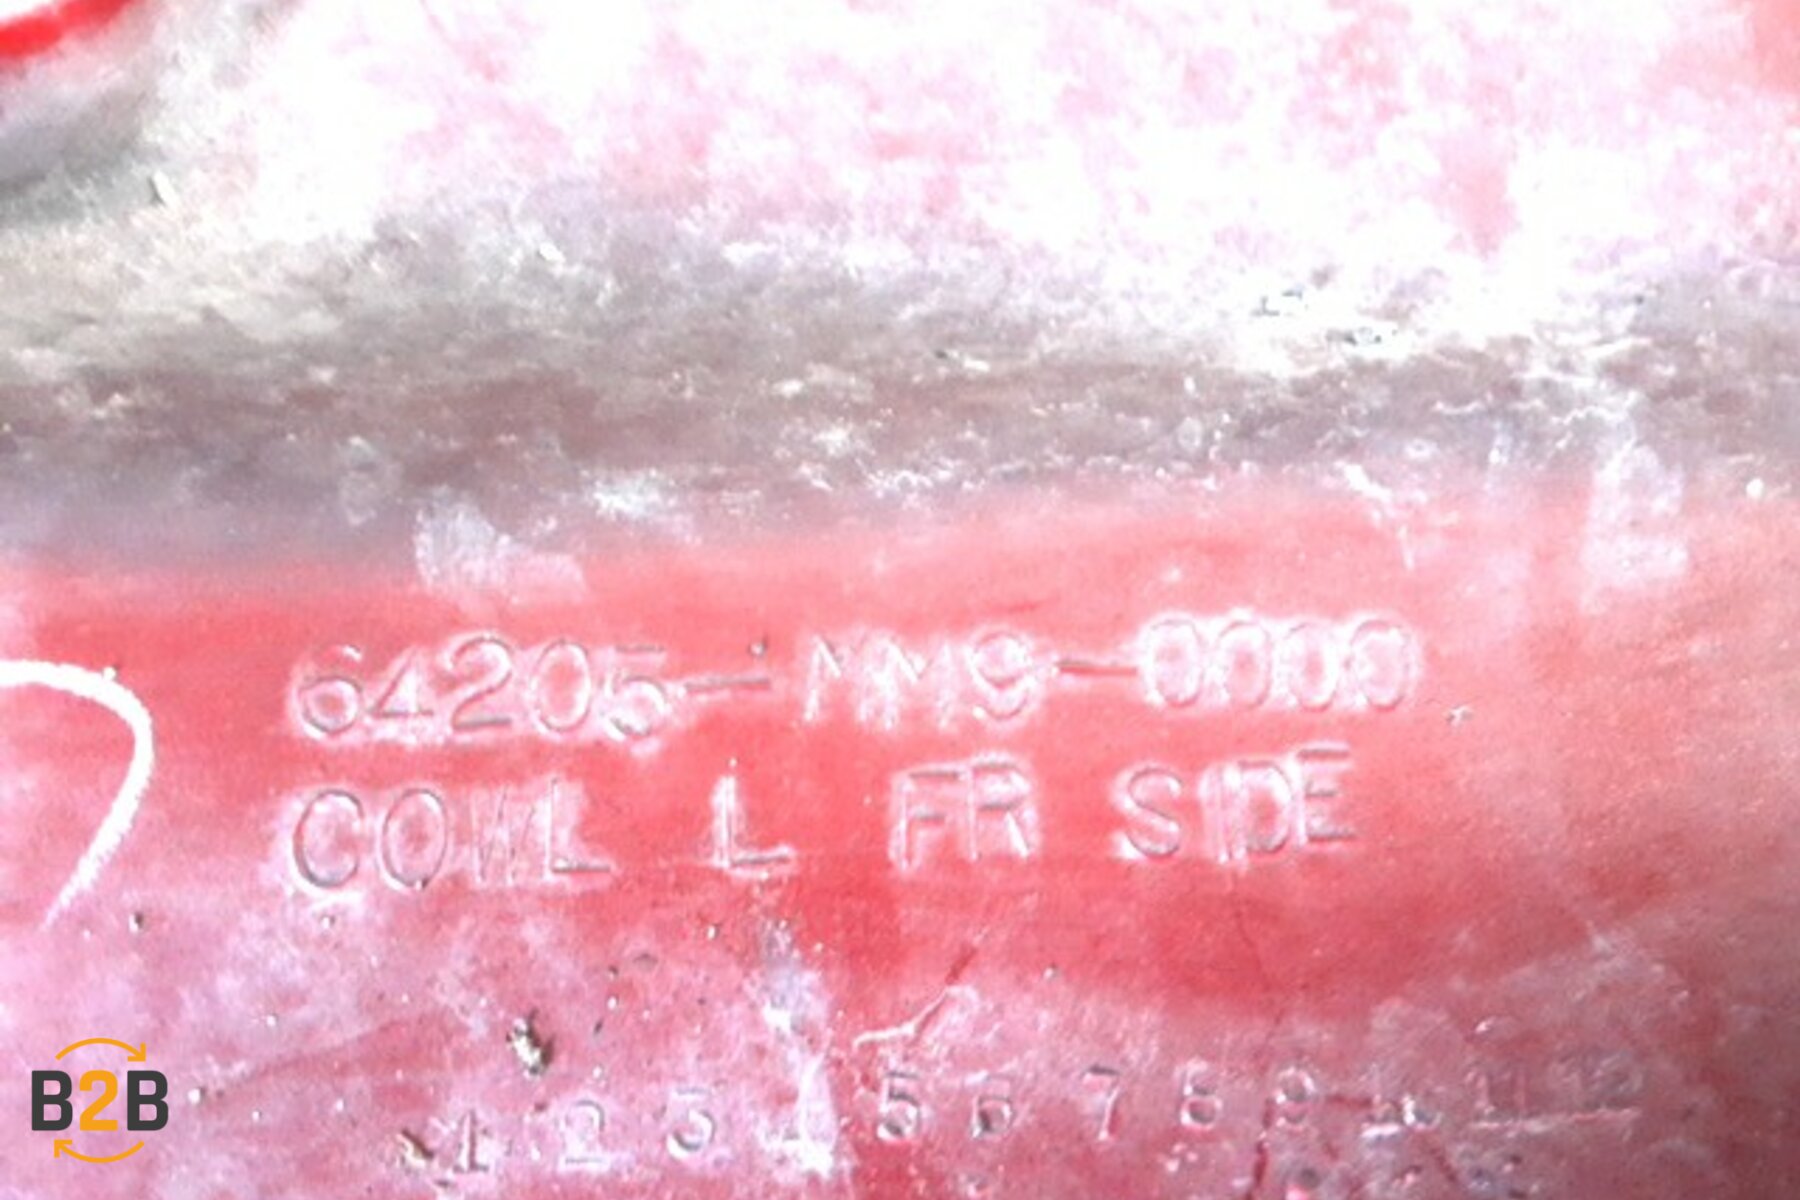 64205-MM9-0000
COWL L FR SIDE
1 2 3 4 5 6 7 8 9 10 11 12
B2B